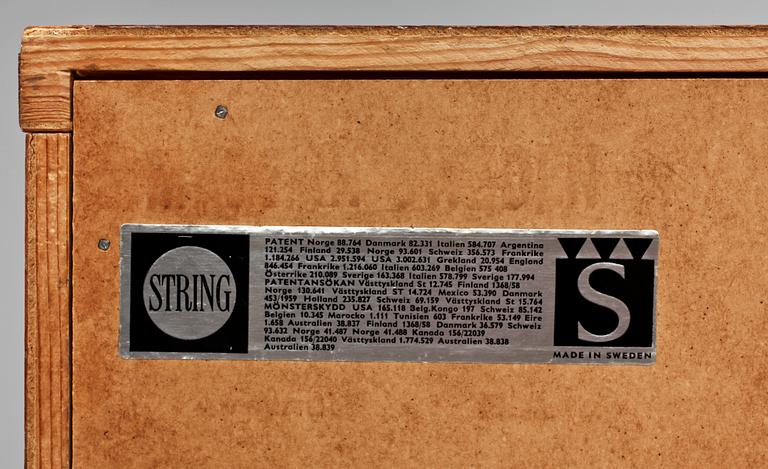 STRING
PATENT Norge 88.764 Danmark 82.331 Italien 584.707 Argentina
121.254 Finland 29.538 Norge 93.601 Schweiz 356.573 Frankrike
1.184.266 USA 2.951.594 USA 3.002.631 Grekland 20.954 England
846.454 Frankrike 1.216.060 Italien 603.269 Belgien 575 408
Österrike 210.089 Sverige 163.368 Italien 578.799 Sverige 177.994
PATENTANSÖKAN Västtyskland St 12.745 Finland 1368/58
Norge 130.641 Västtyskland ST 14.724 Mexico 53.390 Danmark
453/1959 Holland 235.827 Schweiz 69.159 Västtyskland St 15.764
MÖNSTERSKYDD USA 165.118 Belg.Kongo 197 Schweiz 85.142
Belgien 10.345 Marocko 1.111 Tunisien 603 Frankrike 53.149 Eire
1.658 Australien 38.837 Finland 1368/58 Danmark 36.579 Schweiz
93.632 Norge 41.487 Norge 41.488 Kanada 156/22039
Kanada 156/22040 Västtyskland 1.774.529 Australien 38.838
Australien 38.839
S
MADE IN SWEDEN